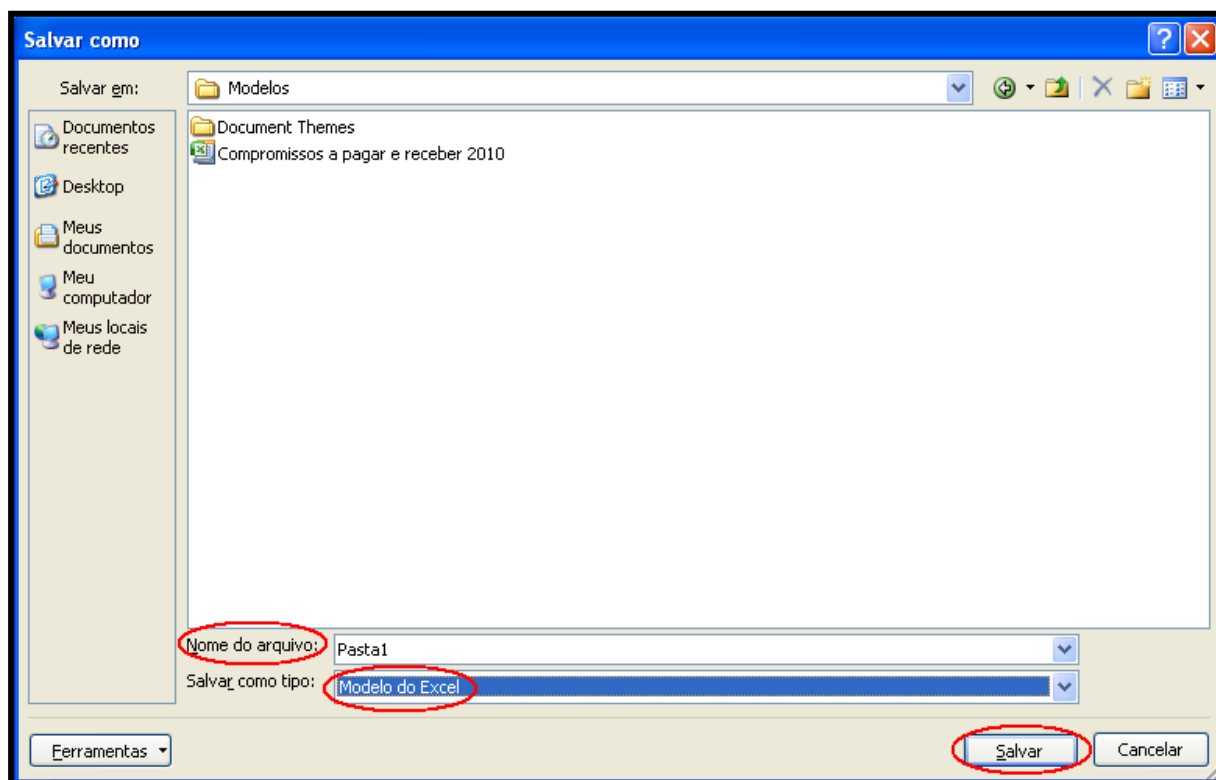 Salvar como
Salvar em:
Modelos
Documentos
recentes
Desktop
Meus
documentos
Meu
computador
Meus locais
de rede
Document Themes
Compromissos a pagar e receber 2010
Nome do arquivo:
Pasta1
Salvar como tipo:
Modelo do Excel
Ferramentas
Salvar
Cancelar